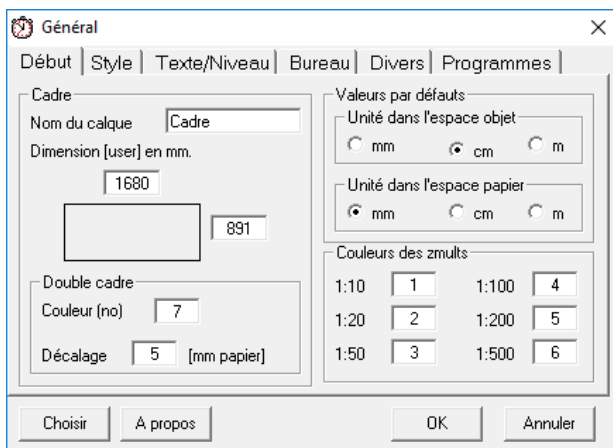 Général
Début Style Texte/Niveau Bureau Divers Programmes
Cadre
Nom du calque Cadre
Dimension [user] en mm.
1680
891
Double cadre
Couleur (no) 7
Décalage 5 [mm papier]
Valeurs par défauts
Unité dans l'espace objet
mm cm m
Unité dans l'espace papier
mm cm m
Couleurs des zmults
1:10 1 1:100 4
1:20 2 1:200 5
1:50 3 1:500 6
Choisir A propos OK Annuler